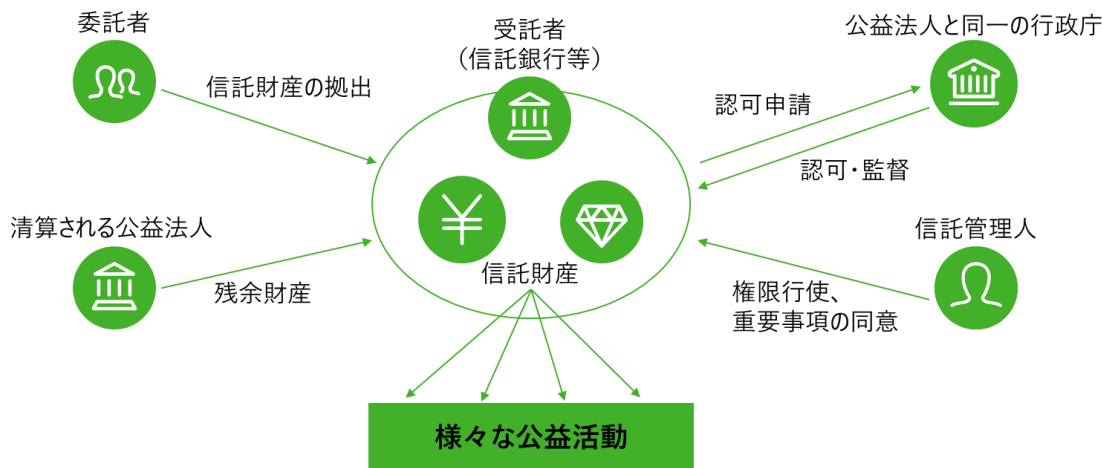 委託者
受託者
（信託銀行等）
公益法人と同一の行政庁
信託財産の拠出
認可申請
認可・監督
清算される公益法人
残余財産
信託財産
信託管理人
権限行使、
重要事項の同意
様々な公益活動